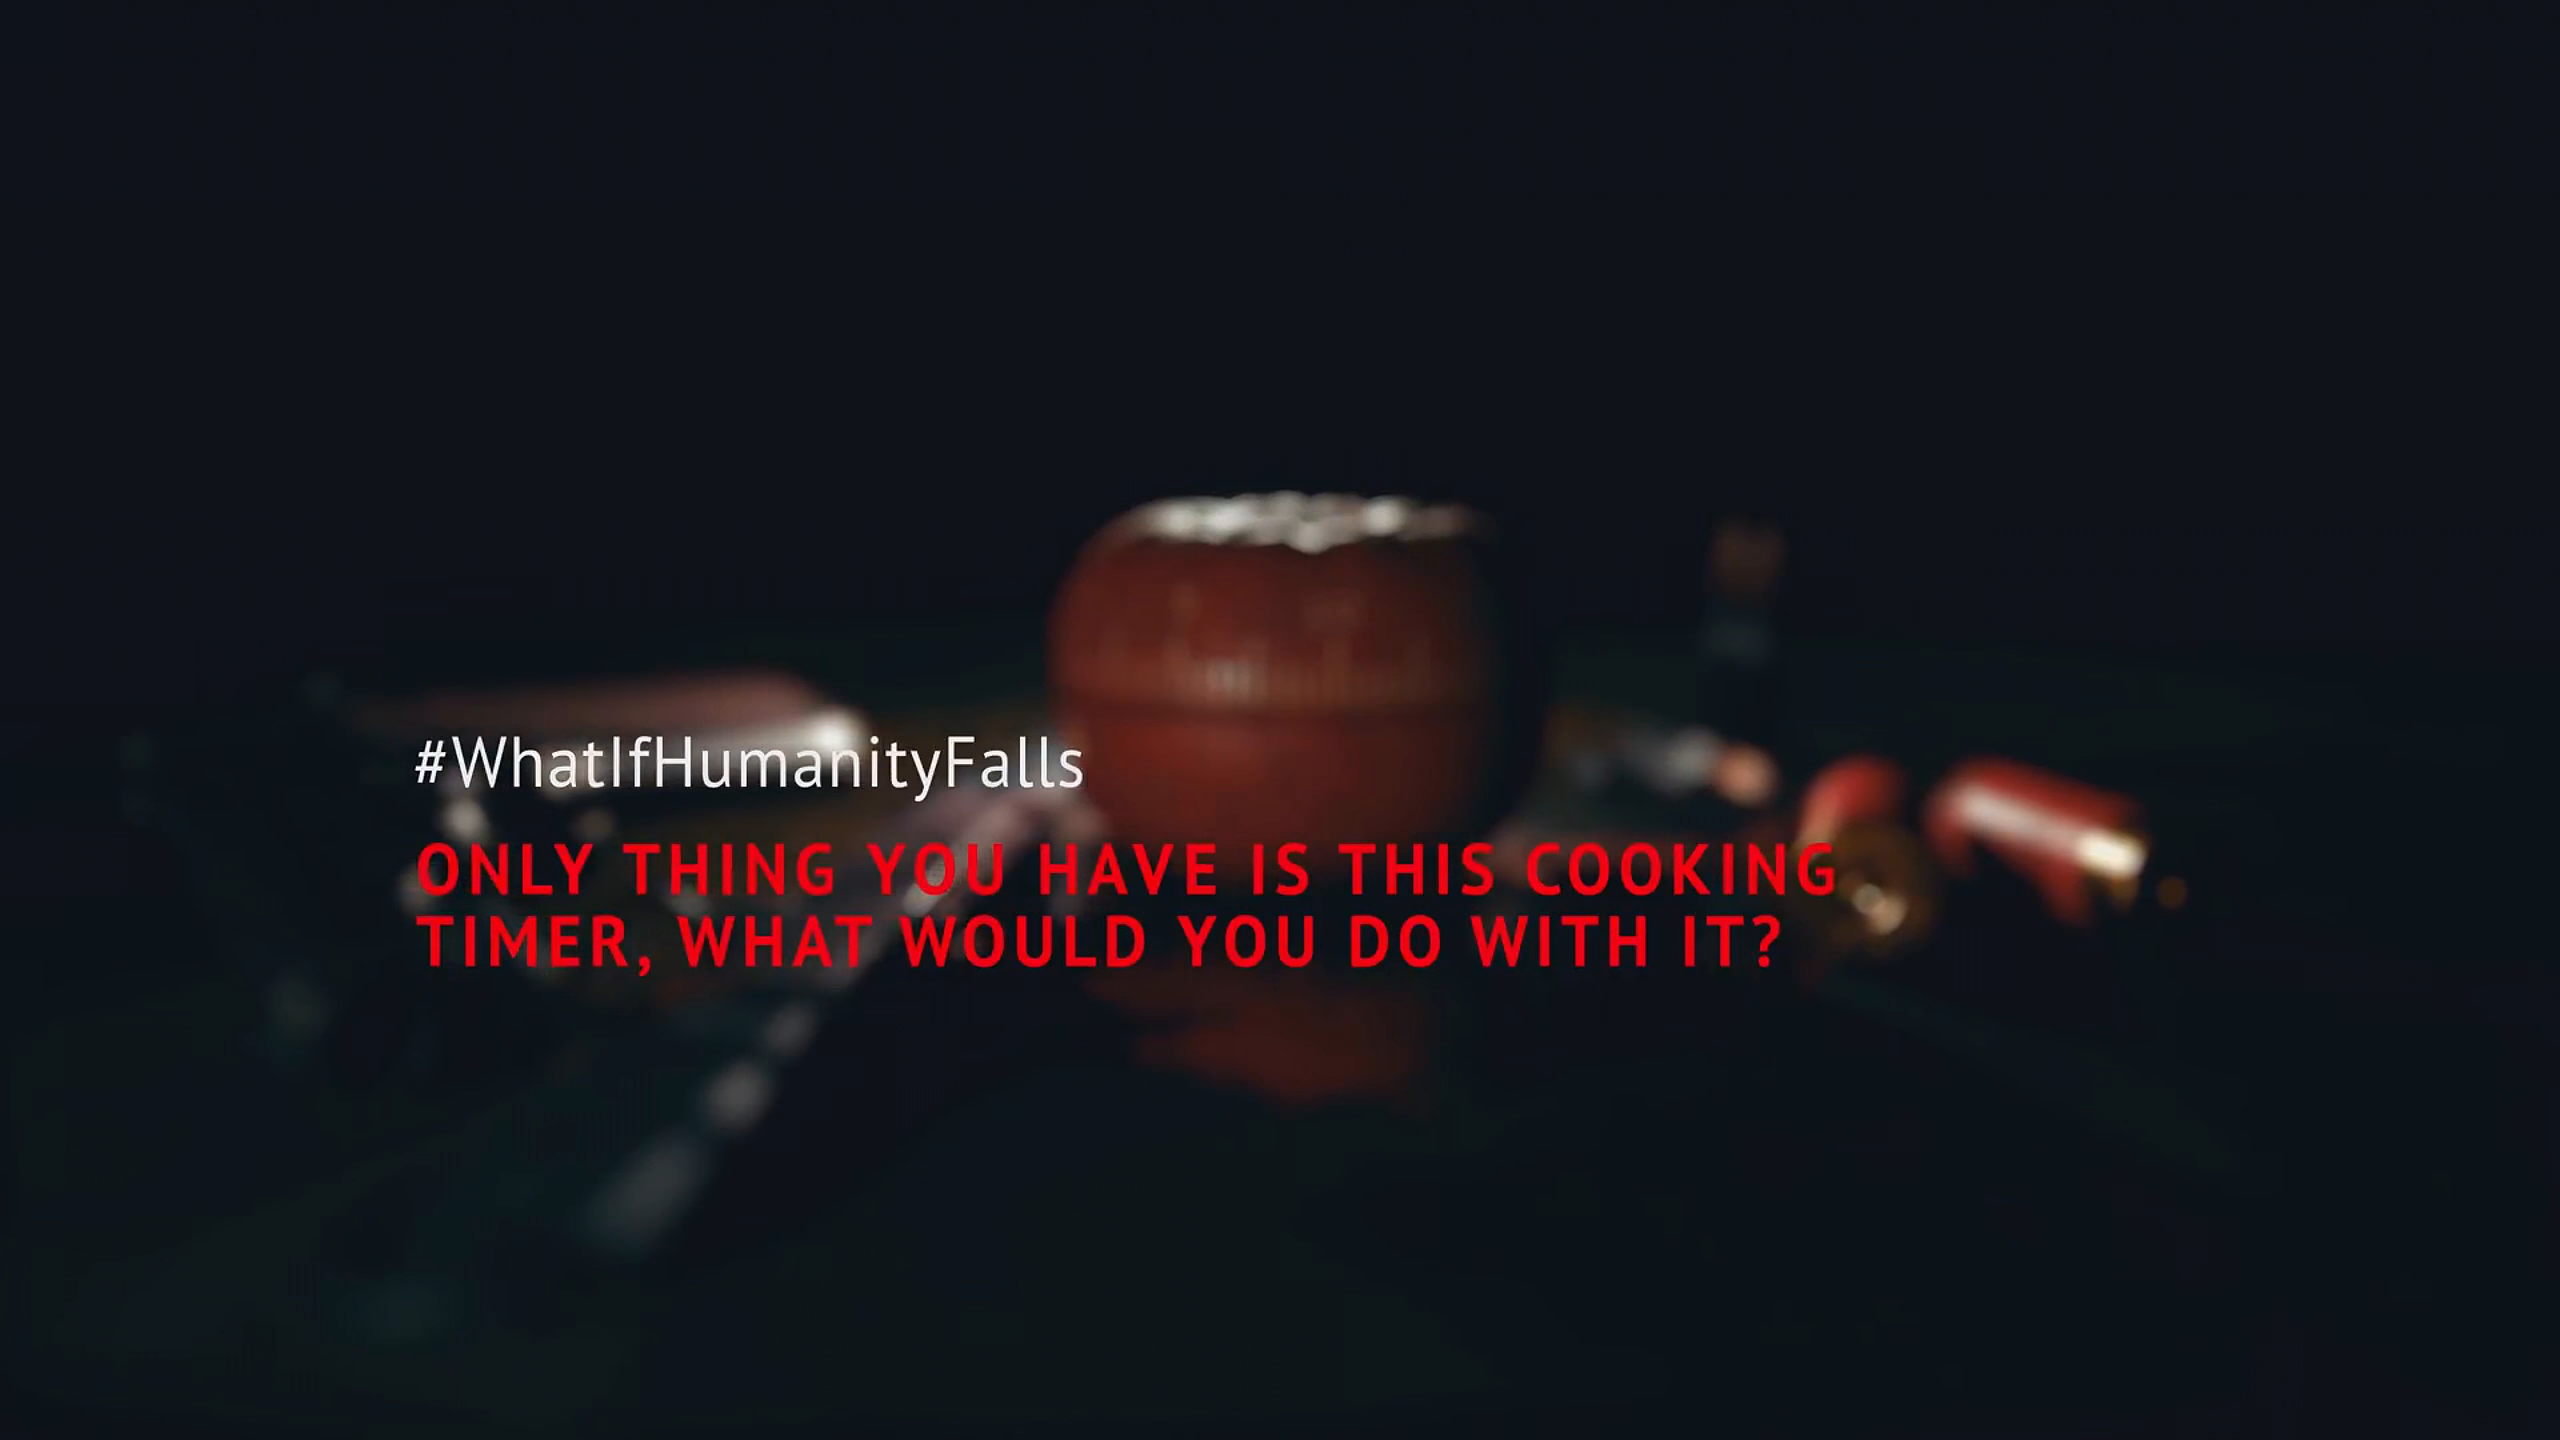 #WhatIfHumanityFalls
ONLY THING YOU HAVE IS THIS COOKING
TIMER, WHAT WOULD YOU DO WITH IT?